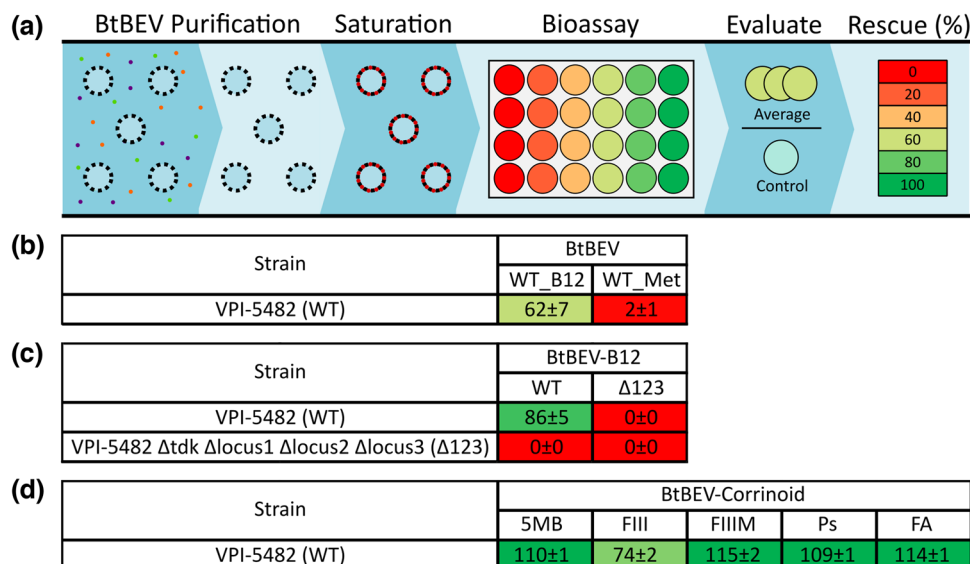 (a)
BtBEV Purification Saturation Bioassay Evaluate Rescue (%)
Average
Control
0
20
40
60
80
100
(b)
Strain BtBEV
WT_B12 WT_Met
VPI-5482 (WT) 62±7 2±1
(c)
Strain BtBEV-B12
WT Δ123
VPI-5482 (WT) 86±5 0±0
VPI-5482 Δtdk Δlocus1 Δlocus2 Δlocus3 (Δ123) 0±0 0±0
(d)
Strain BtBEV-Corrinoid
5MB FIII FIIIM Ps FA
VPI-5482 (WT) 110±1 74±2 115±2 109±1 114±1